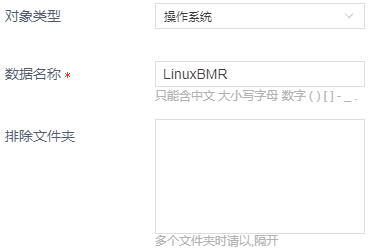 对象类型 操作系统
数据名称 * LinuxBMR
只能含中文 大小写字母 数字 ( ) [ ] - _ .
排除文件夹
多个文件夹时请以,隔开